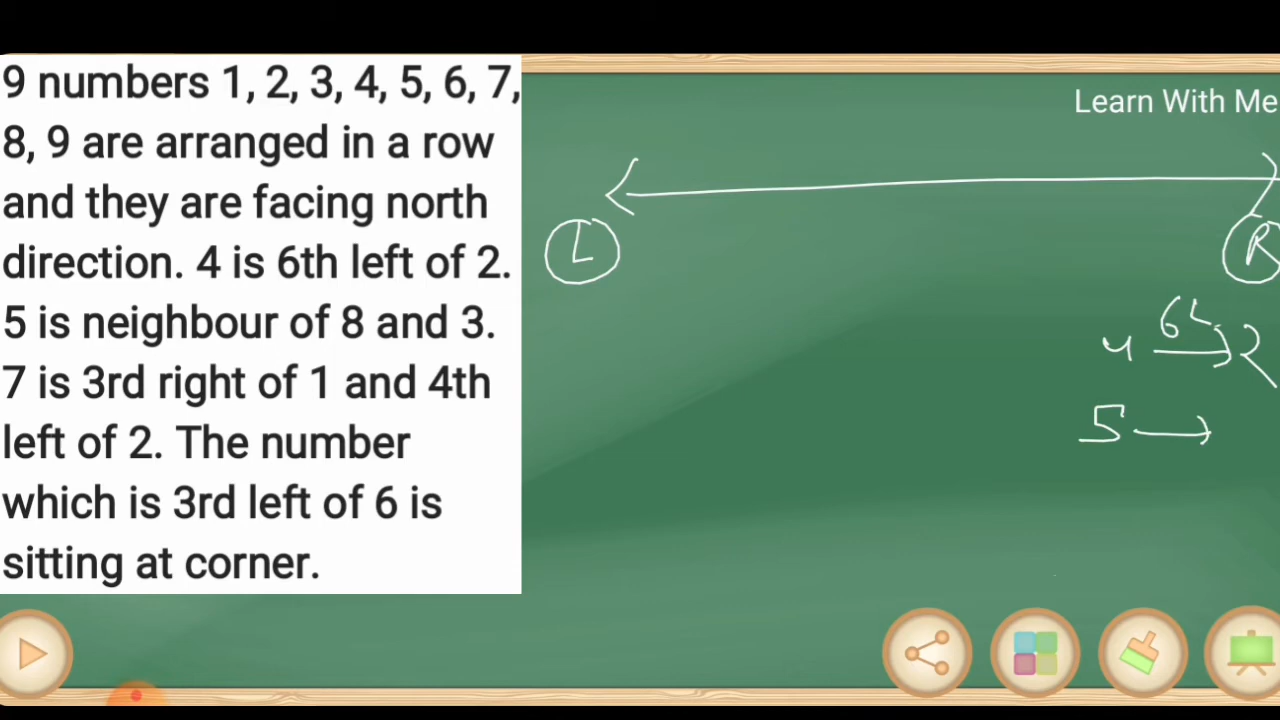 9 numbers 1, 2, 3, 4, 5, 6, 7,
8, 9 are arranged in a row
and they are facing north
direction. 4 is 6th left of 2.
5 is neighbour of 8 and 3.
7 is 3rd right of 1 and 4th
left of 2. The number
which is 3rd left of 6 is
sitting at corner.
Learn With Me
L
R
6L
4 → 2
5 →